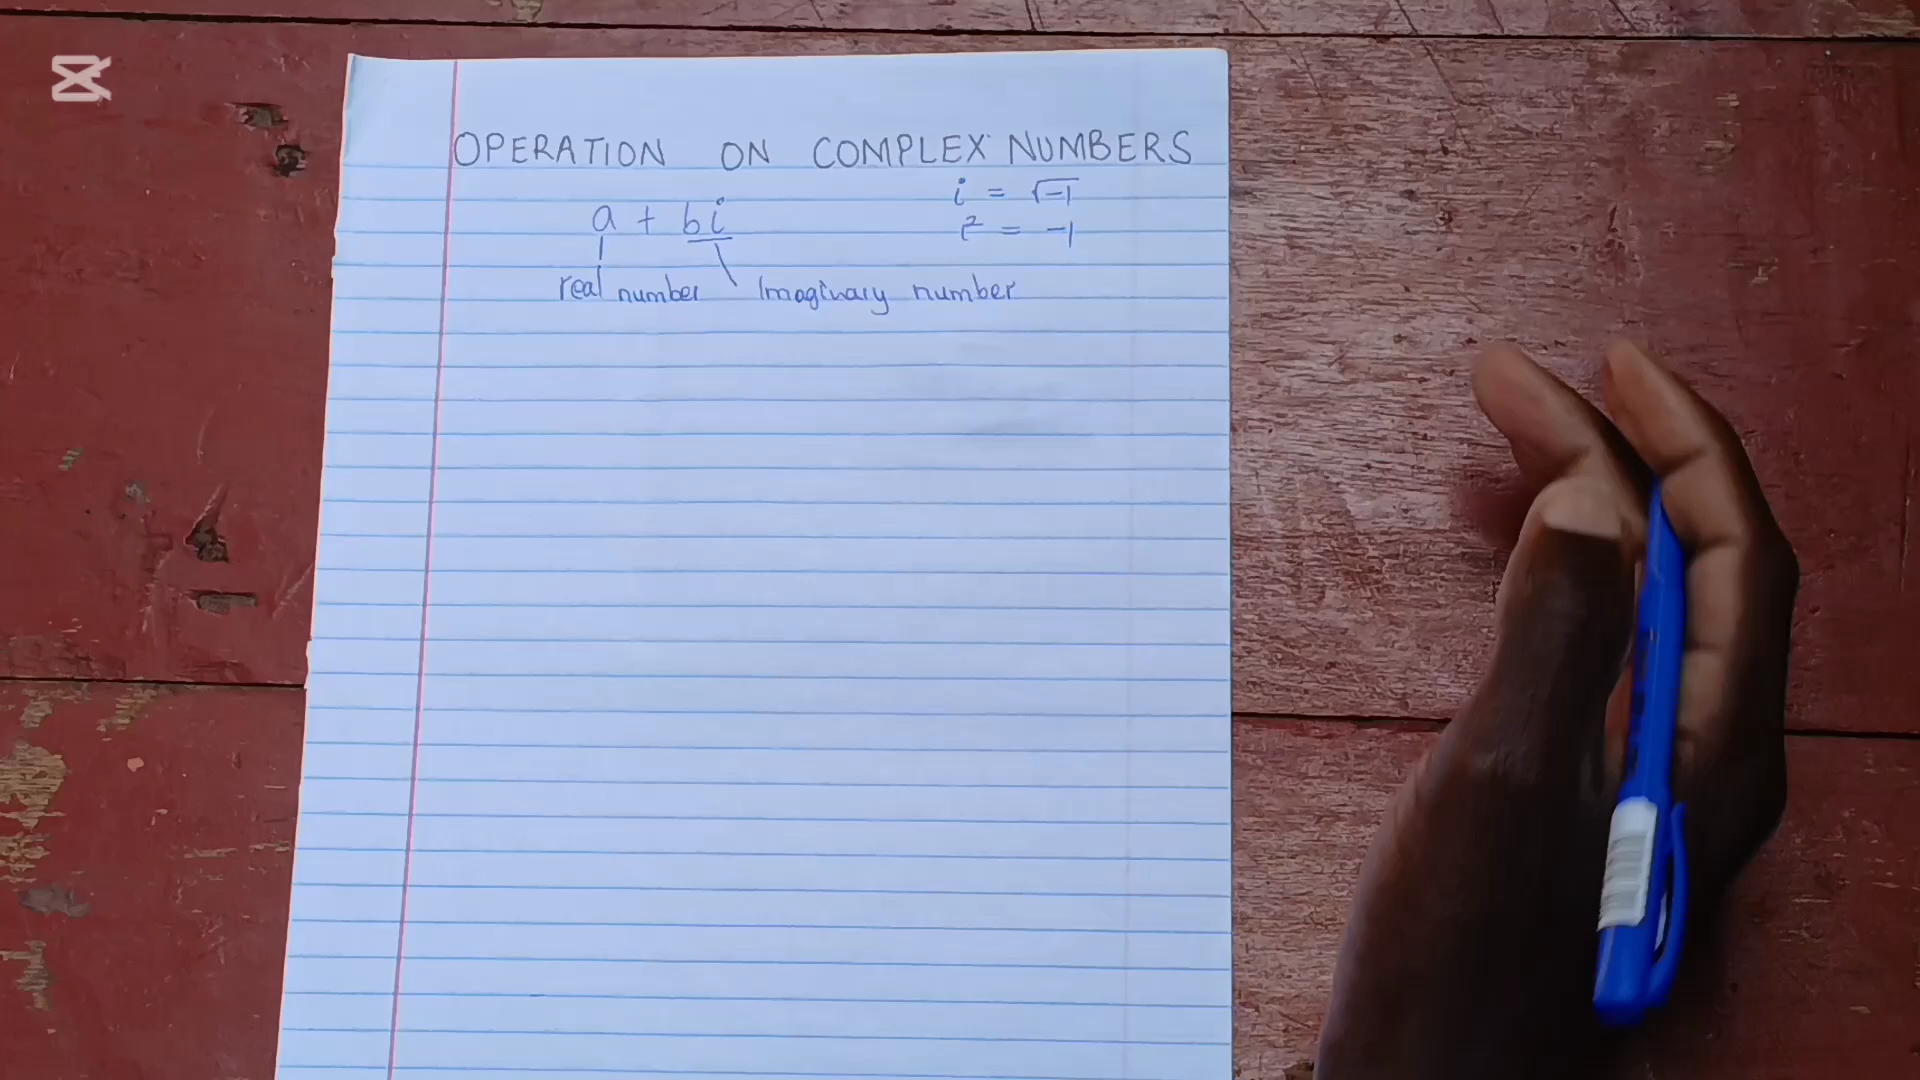 OPERATION ON COMPLEX NUMBERS
i = √-1
a + bi
i² = -1
real number Imaginary number